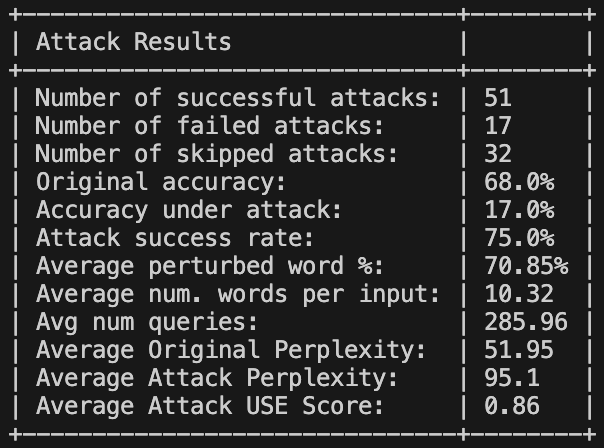 Attack Results
Number of successful attacks: 51
Number of failed attacks: 17
Number of skipped attacks: 32
Original accuracy: 68.0%
Accuracy under attack: 17.0%
Attack success rate: 75.0%
Average perturbed word %: 70.85%
Average num. words per input: 10.32
Avg num queries: 285.96
Average Original Perplexity: 51.95
Average Attack Perplexity: 95.1
Average Attack USE Score: 0.86